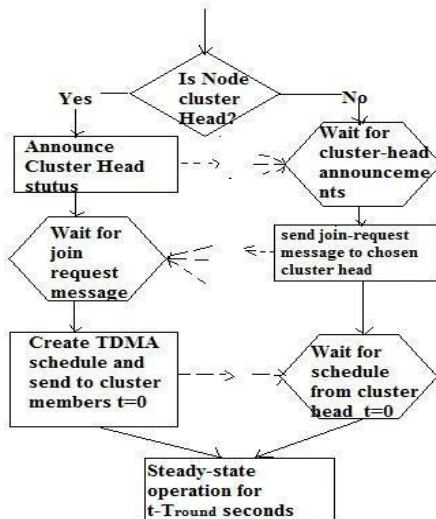 Is Node
cluster
Head?
Yes
No
Announce
Cluster Head
stutus
Wait for
cluster-head
announceme
nts
Wait for
join
request
message
send join-request
message to chosen
cluster head
Create TDMA
schedule and
send to cluster
members t=0
Wait for
schedule
from cluster
head t=0
Steady-state
operation for
t-Tround seconds